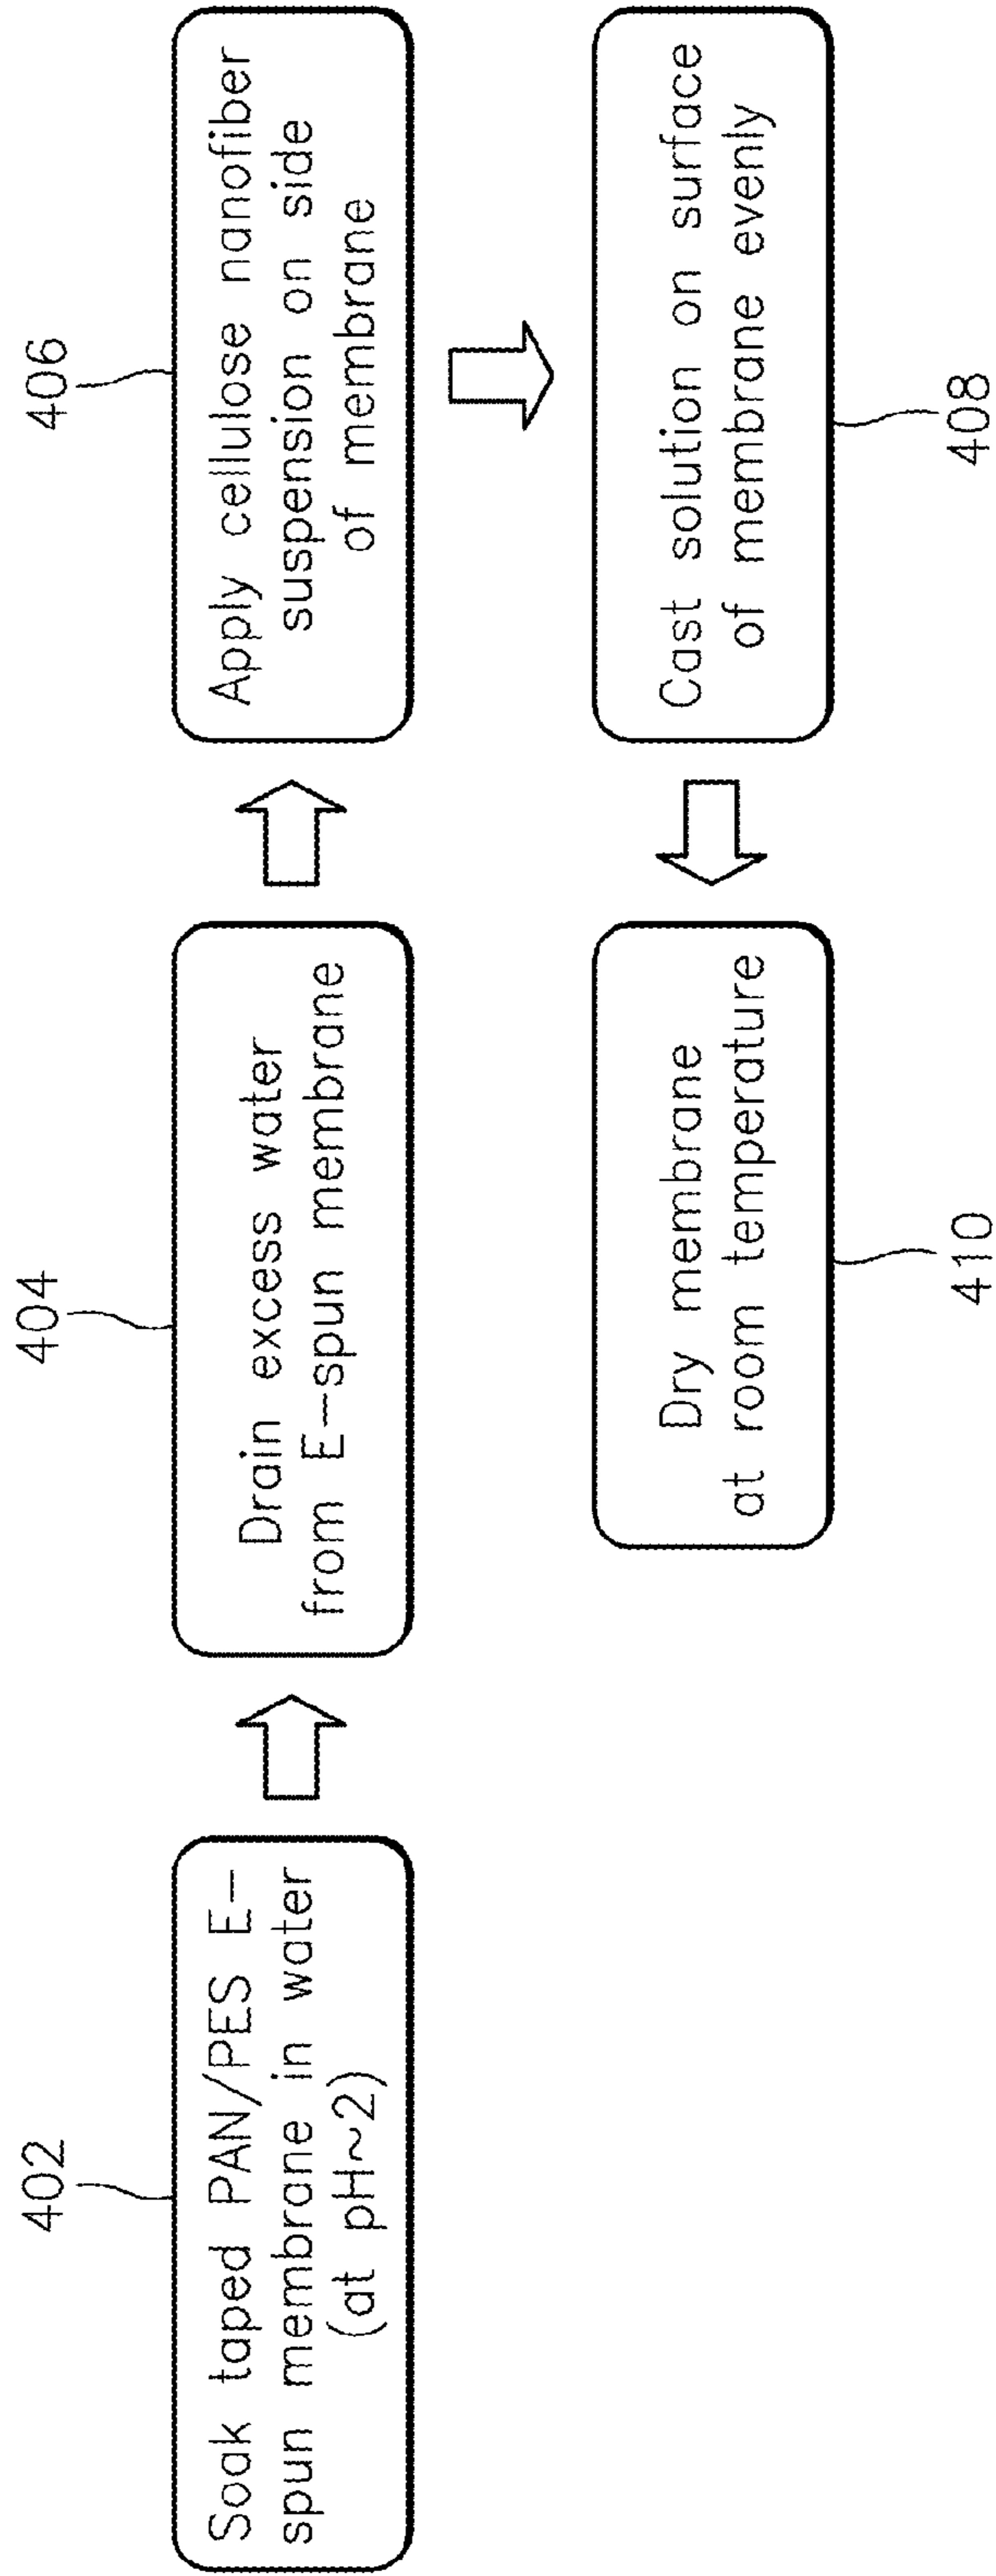 402
Soak taped PAN/PES E-
spun membrane in water
(at pH~2)
404
Drain excess water
from E-spun membrane
406
Apply cellulose nanofiber
suspension on side
of membrane
Cast solution on surface
of membrane evenly
408
Dry membrane
at room temperature
410